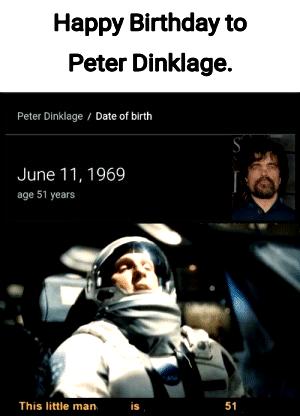 Happy Birthday to
Peter Dinklage.
Peter Dinklage / Date of birth
June 11, 1969
age 51 years
This little man is 51